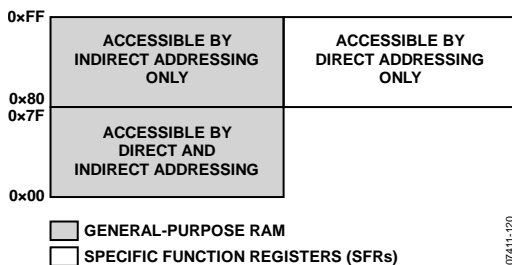 0×FF
ACCESSIBLE BY
INDIRECT ADDRESSING
ONLY
ACCESSIBLE BY
DIRECT ADDRESSING
ONLY
0×80
0×7F
ACCESSIBLE BY
DIRECT AND
INDIRECT ADDRESSING
0×00
GENERAL-PURPOSE RAM
SPECIFIC FUNCTION REGISTERS (SFRs)
07411-120